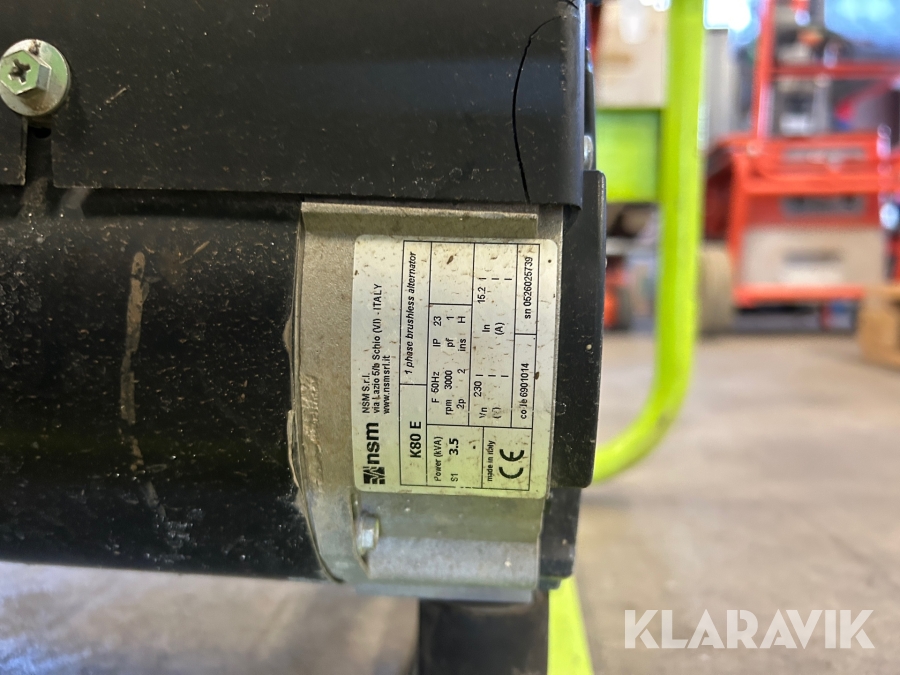 nsm
NSM S.r.l.
via Lazio 5/b Schio (VI) - ITALY
www.nsmsrl.it
K80 E 1 phase brushless alternator
Power (kVA) F 50Hz IP 23
S1 3.5 rpm 3000 pf 1
2p 2 ins H
Vn 230 In 15.2
(V) (A)
made in Italy code 6901014 sn 0526025739
CE
KLARAVIK